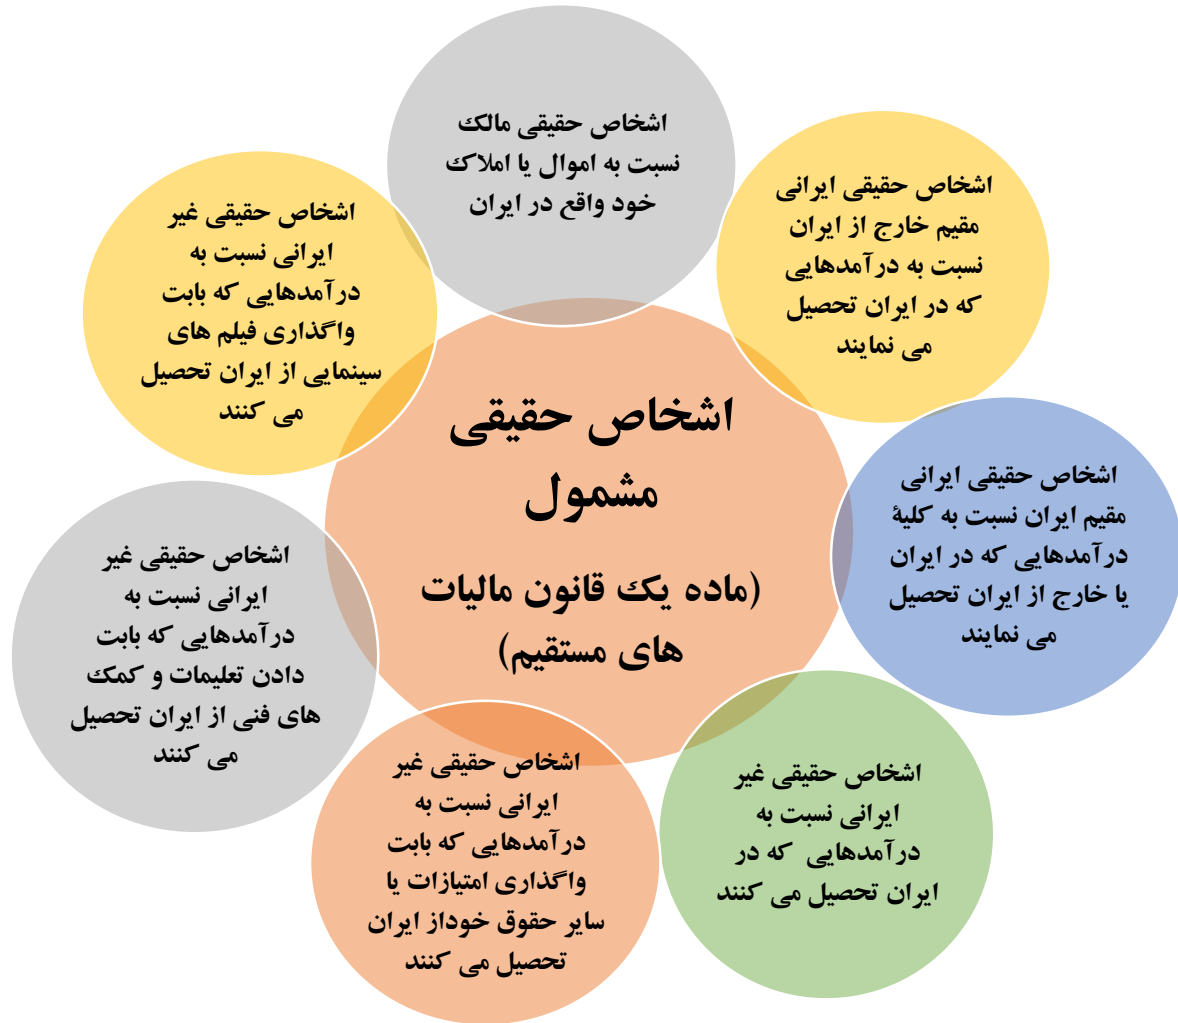 اشخاص حقیقی مالک
نسبت به اموال یا املاک
خود واقع در ایران
اشخاص حقیقی ایرانی
مقیم خارج از ایران
نسبت به درآمدهایی
که در ایران تحصیل
می نمایند
اشخاص حقیقی ایرانی
مقیم ایران نسبت به کلیۀ
درآمدهایی که در ایران
یا خارج از ایران تحصیل
می نمایند
اشخاص حقیقی غیر
ایرانی نسبت به
درآمدهایی که در
ایران تحصیل می کنند
اشخاص حقیقی غیر
ایرانی نسبت به
درآمدهایی که بابت
واگذاری امتیازات یا
سایر حقوق خوداز ایران
تحصیل می کنند
اشخاص حقیقی غیر
ایرانی نسبت به
درآمدهایی که بابت
دادن تعلیمات و کمک
های فنی از ایران تحصیل
می کنند
اشخاص حقیقی غیر
ایرانی نسبت به
درآمدهایی که بابت
واگذاری فیلم های
سینمایی از ایران تحصیل
می کنند
اشخاص حقیقی
مشمول
(ماده یک قانون مالیات
های مستقیم)